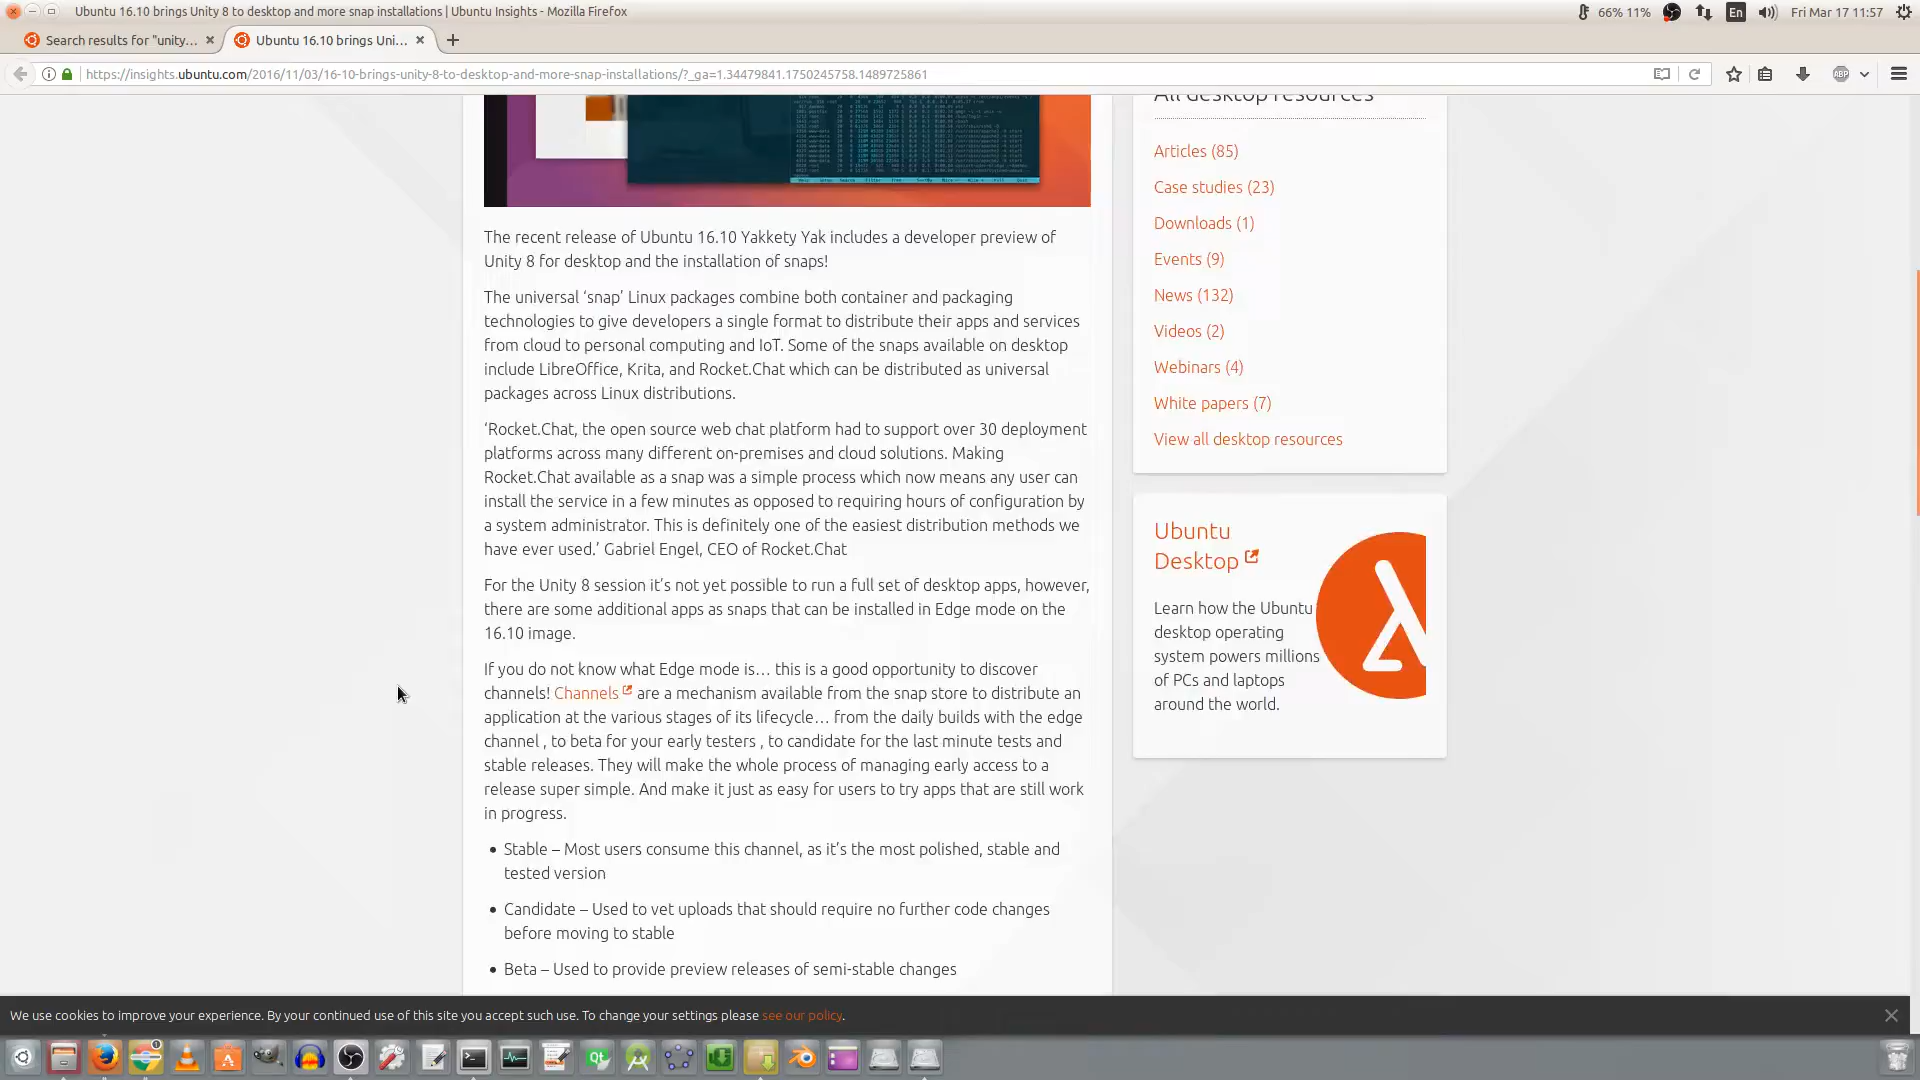 Ubuntu 16.10 brings Unity 8 to desktop and more snap installations | Ubuntu Insights - Mozilla Firefox
66% 11%
En
Fri Mar 17 11:57
Search results for "unity...
Ubuntu 16.10 brings Uni...
https://insights.ubuntu.com/2016/11/03/16-10-brings-unity-8-to-desktop-and-more-snap-installations/?_ga=1.34479841.1750245758.1489725861
ABP
The recent release of Ubuntu 16.10 Yakkety Yak includes a developer preview of
Unity 8 for desktop and the installation of snaps!
The universal ‘snap’ Linux packages combine both container and packaging
technologies to give developers a single format to distribute their apps and services
from cloud to personal computing and IoT. Some of the snaps available on desktop
include LibreOffice, Krita, and Rocket.Chat which can be distributed as universal
packages across Linux distributions.
‘Rocket.Chat, the open source web chat platform had to support over 30 deployment
platforms across many different on-premises and cloud solutions. Making
Rocket.Chat available as a snap was a simple process which now means any user can
install the service in a few minutes as opposed to requiring hours of configuration by
a system administrator. This is definitely one of the easiest distribution methods we
have ever used.’ Gabriel Engel, CEO of Rocket.Chat
For the Unity 8 session it’s not yet possible to run a full set of desktop apps, however,
there are some additional apps as snaps that can be installed in Edge mode on the
16.10 image.
If you do not know what Edge mode is… this is a good opportunity to discover
channels! Channels are a mechanism available from the snap store to distribute an
application at the various stages of its lifecycle… from the daily builds with the edge
channel , to beta for your early testers , to candidate for the last minute tests and
stable releases. They will make the whole process of managing early access to a
release super simple. And make it just as easy for users to try apps that are still work
in progress.
• Stable – Most users consume this channel, as it’s the most polished, stable and
tested version
• Candidate – Used to vet uploads that should require no further code changes
before moving to stable
• Beta – Used to provide preview releases of semi-stable changes
All desktop resources
Articles (85)
Case studies (23)
Downloads (1)
Events (9)
News (132)
Videos (2)
Webinars (4)
White papers (7)
View all desktop resources
Ubuntu
Desktop
Learn how the Ubuntu
desktop operating
system powers millions
of PCs and laptops
around the world.
We use cookies to improve your experience. By your continued use of this site you accept such use. To change your settings please see our policy.